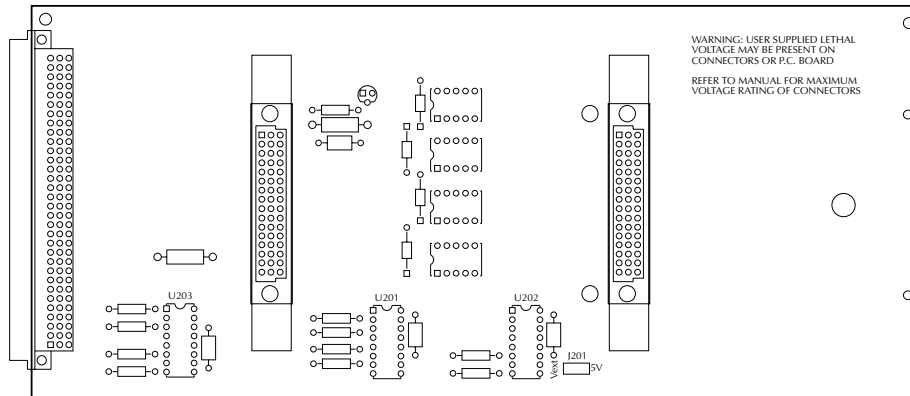 WARNING: USER SUPPLIED LETHAL
VOLTAGE MAY BE PRESENT ON
CONNECTORS OR P.C. BOARD
REFER TO MANUAL FOR MAXIMUM
VOLTAGE RATING OF CONNECTORS
U203
U201
U202
Vext
J201
5V